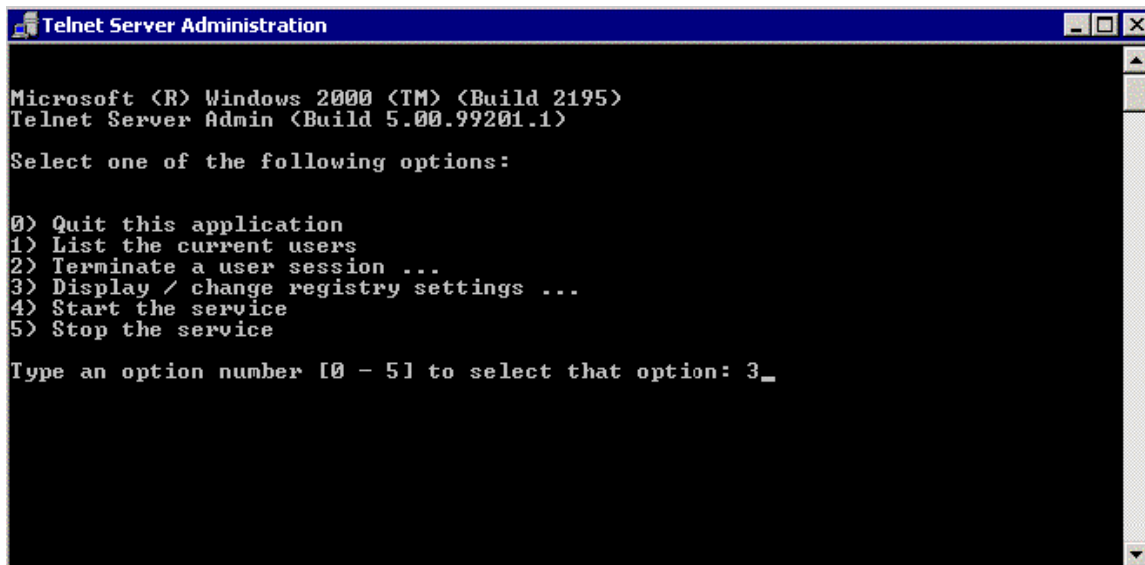 Telnet Server Administration
Microsoft (R) Windows 2000 (TM) (Build 2195)
Telnet Server Admin (Build 5.00.99201.1)
Select one of the following options:
0) Quit this application
1) List the current users
2) Terminate a user session ...
3) Display / change registry settings ...
4) Start the service
5) Stop the service
Type an option number [0 - 5] to select that option: 3_